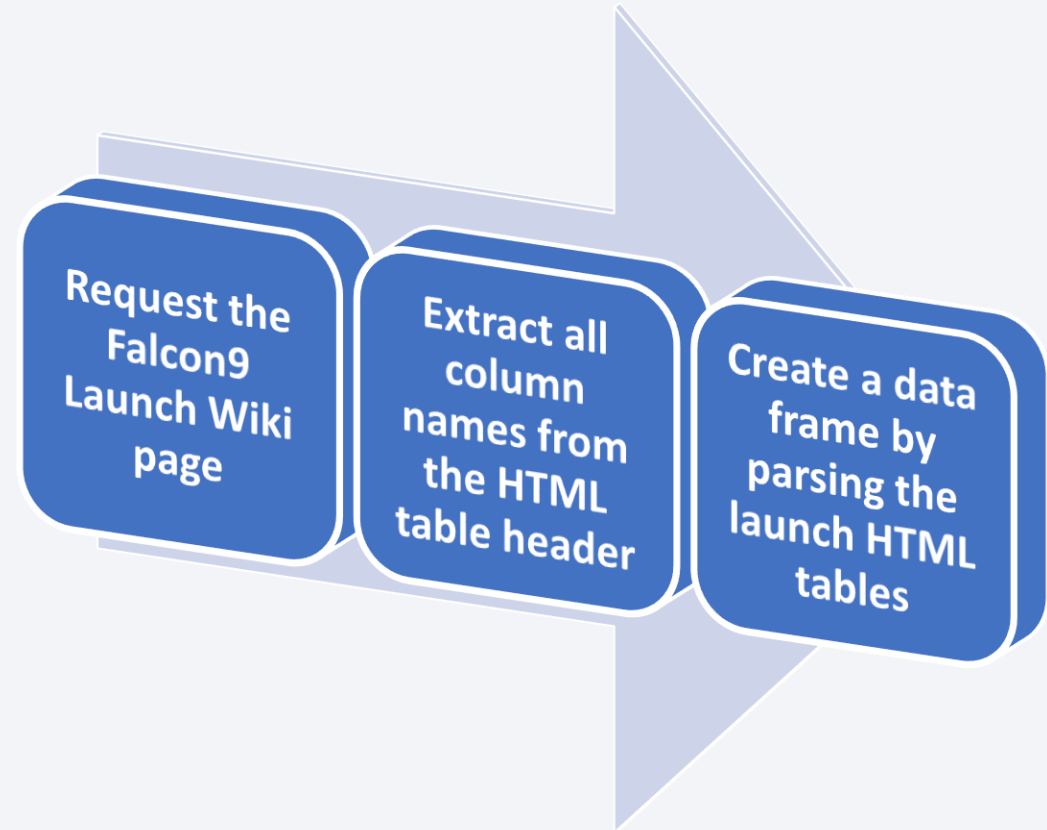 Request the
Falcon9
Launch Wiki
page
Extract all
column
names from
the HTML
table header
Create a data
frame by
parsing the
launch HTML
tables